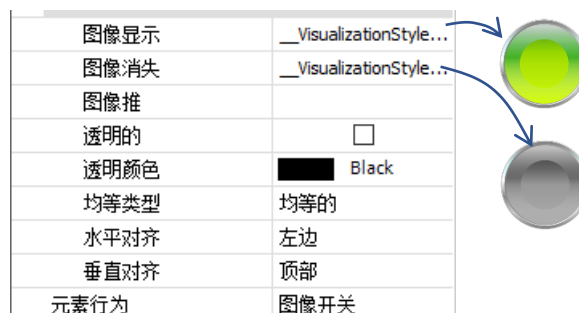 图像显示 __VisualizationStyle...
图像消失 __VisualizationStyle...
图像推
透明的
透明颜色 Black
均等类型 均等的
水平对齐 左边
垂直对齐 顶部
元素行为 图像开关